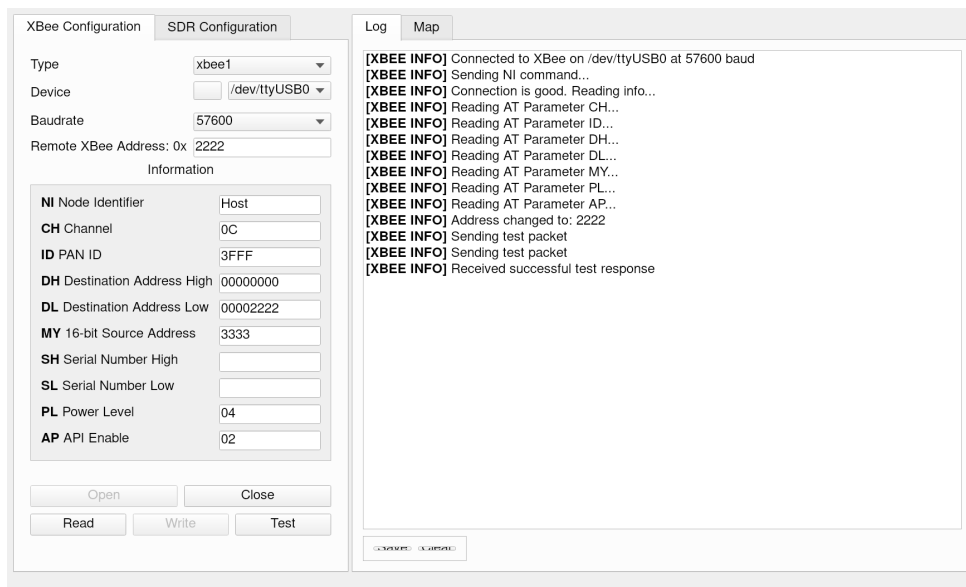 XBee Configuration SDR Configuration
Type xbee1
Device /dev/ttyUSB0
Baudrate 57600
Remote XBee Address: 0x 2222
Information
NI Node Identifier Host
CH Channel 0C
ID PAN ID 3FFF
DH Destination Address High 00000000
DL Destination Address Low 00002222
MY 16-bit Source Address 3333
SH Serial Number High
SL Serial Number Low
PL Power Level 04
AP API Enable 02
Open Close
Read Write Test
Log Map
[XBEE INFO] Connected to XBee on /dev/ttyUSB0 at 57600 baud
[XBEE INFO] Sending NI command...
[XBEE INFO] Connection is good. Reading info...
[XBEE INFO] Reading AT Parameter CH...
[XBEE INFO] Reading AT Parameter ID...
[XBEE INFO] Reading AT Parameter DH...
[XBEE INFO] Reading AT Parameter DL...
[XBEE INFO] Reading AT Parameter MY...
[XBEE INFO] Reading AT Parameter PL...
[XBEE INFO] Reading AT Parameter AP...
[XBEE INFO] Address changed to: 2222
[XBEE INFO] Sending test packet
[XBEE INFO] Sending test packet
[XBEE INFO] Received successful test response
Save Clear